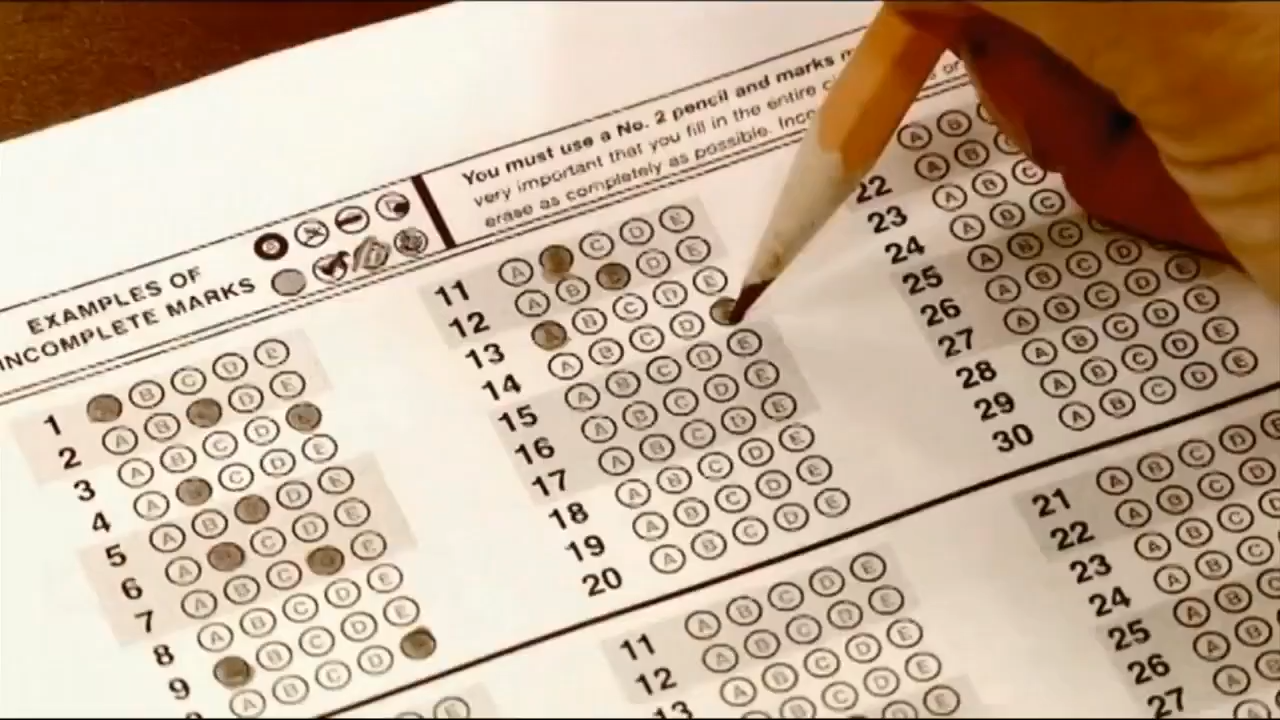 You must use a No. 2 pencil and marks
very important that you fill in the entire
erase as completely as possible.
EXAMPLES OF
INCOMPLETE MARKS
1 B C D E
2 A B D E
3 A B C D
4 A C D E
5 A B D E
6 A C D E
7 A B C E
8 A B C D E
9 B C D E
A B C D
11 A C D E
12 A B D E
13 A B C D E
14 A B C D
15 A B C D E
16 A B C D E
17 A B C D E
18 A B C D E
19 A B C D E
20 A B C D E
A B
22 A B
23 A B C
24 A B C
25 A B C D
26 A B C D E
27 A B C D E
28 A B C D E
29 A B C D E
30 A B C D E
11 A B C D E
12 A B C D E
13 A B C D E
21 A B C D E
22 A B C D
23 A B C
24 A B C
25 A B
26 A B
27 A